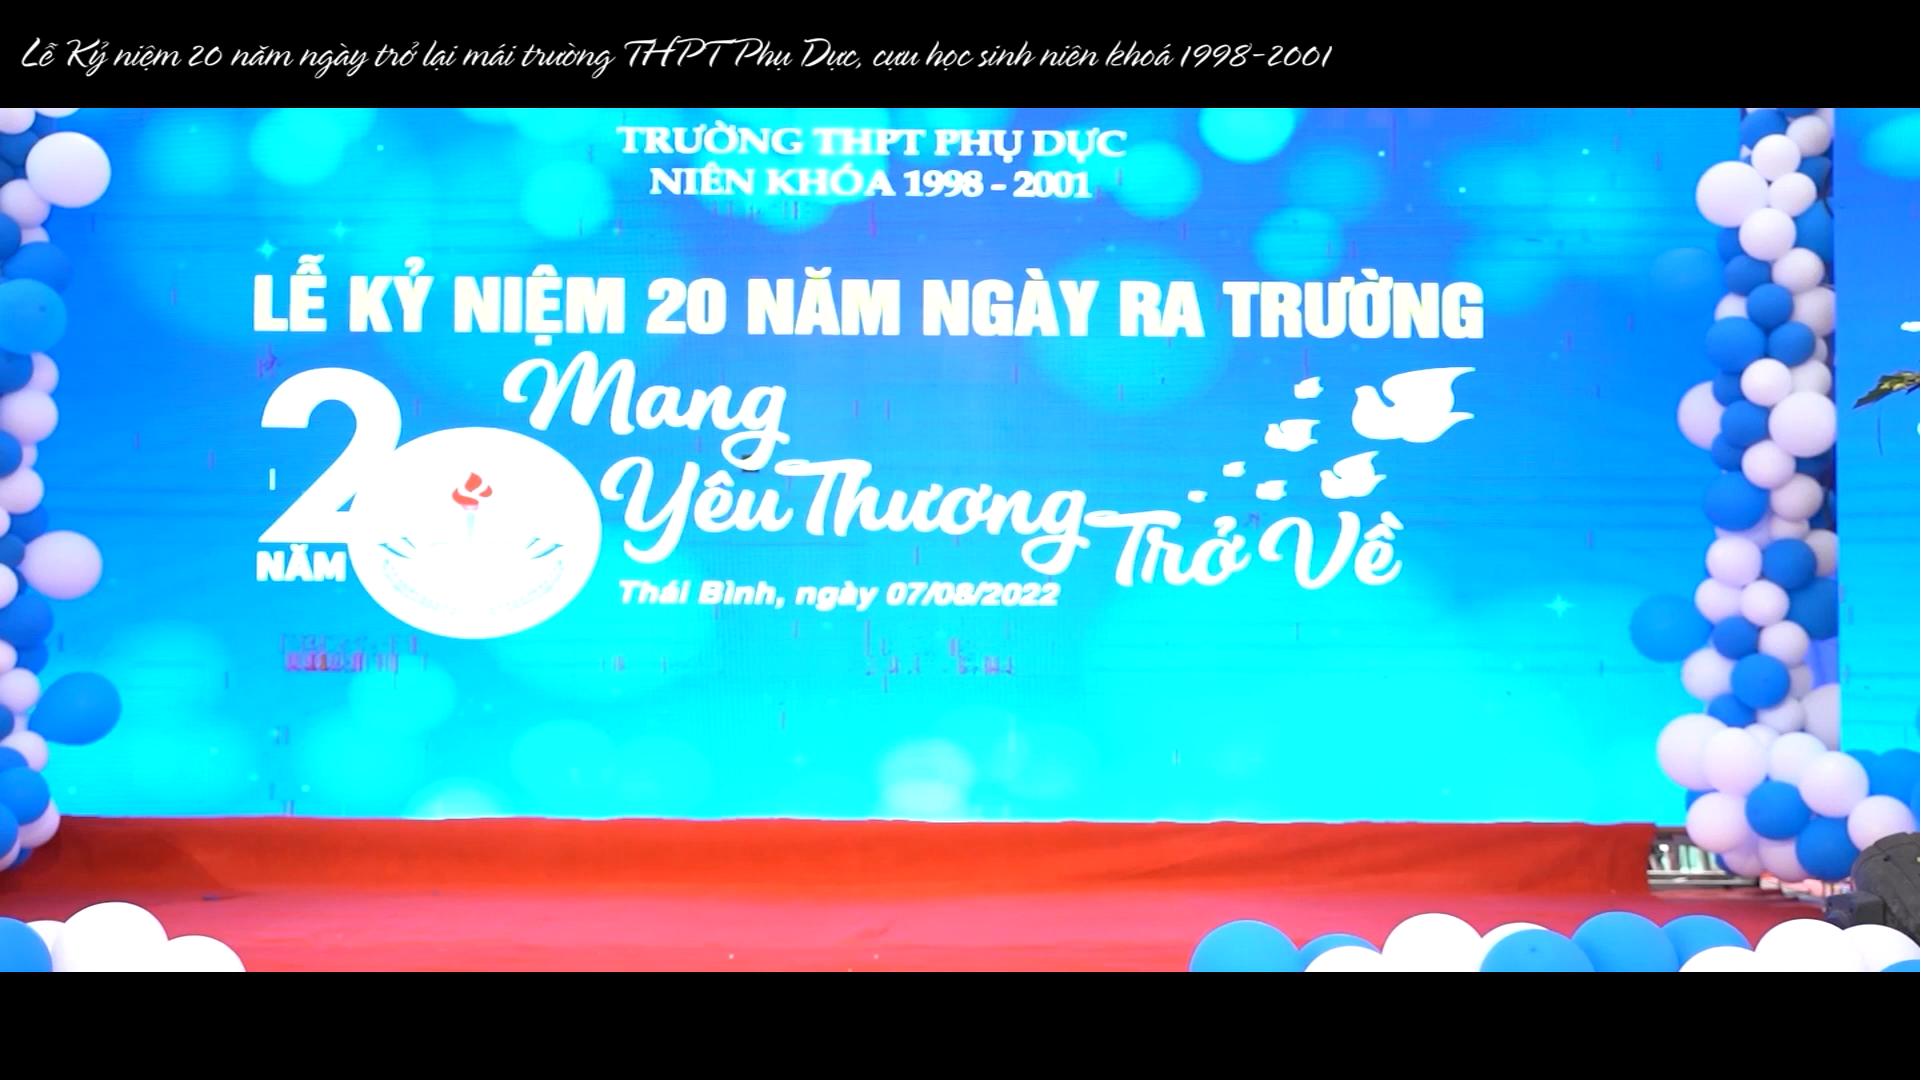 Lễ Kỷ niệm 20 năm ngày trở lại mái trường THPT Phụ Dực, cựu học sinh niên khoá 1998-2001
TRƯỜNG THPT PHỤ DỰC
NIÊN KHÓA 1998 - 2001
LỄ KỶ NIỆM 20 NĂM NGÀY RA TRƯỜNG
20
NĂM
Mang
Yêu Thương
Trở Về
Thái Bình, ngày 07/08/2022